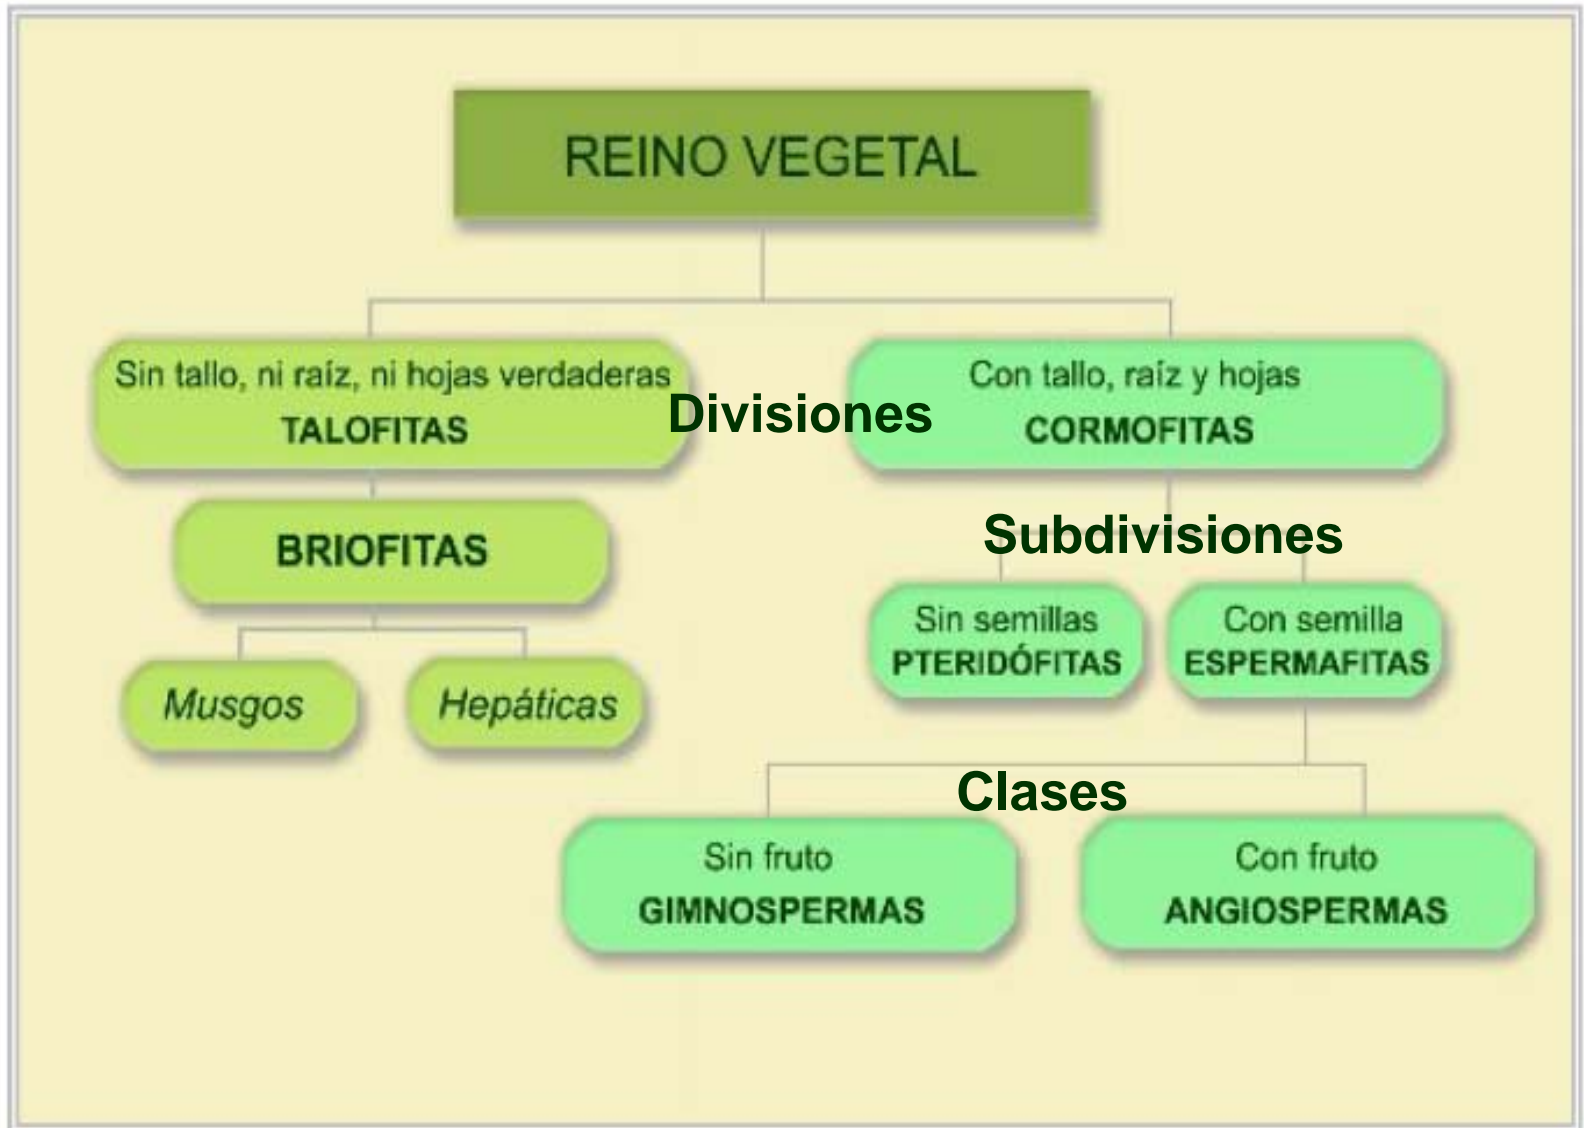 REINO VEGETAL
Sin tallo, ni raíz, ni hojas verdaderas
TALOFITAS
Divisiones
Con tallo, raíz y hojas
CORMOFITAS
BRIOFITAS
Subdivisiones
Musgos
Hepáticas
Sin semillas
PTERIDÓFITAS
Con semilla
ESPERMAFITAS
Clases
Sin fruto
GIMNOSPERMAS
Con fruto
ANGIOSPERMAS